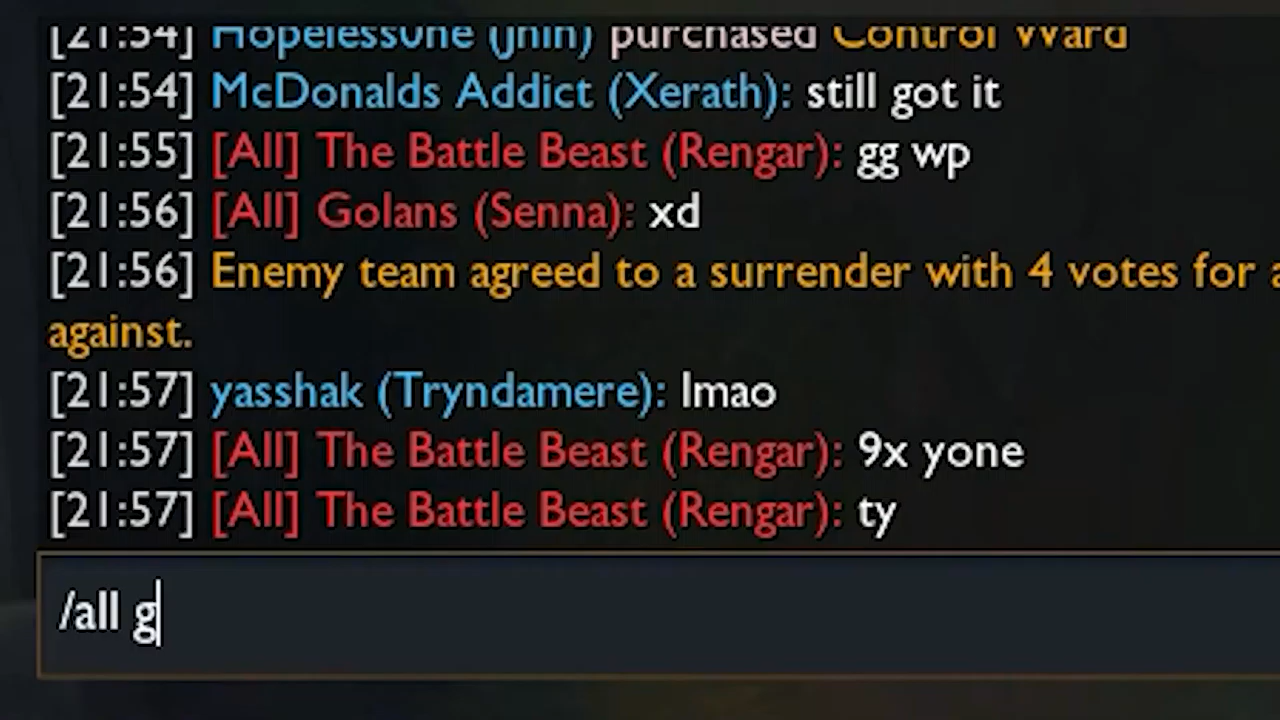 [21:54] Hopeless0ne (Jhin) purchased Control Ward
[21:54] McDonalds Addict (Xerath): still got it
[21:55] [All] The Battle Beast (Rengar): gg wp
[21:56] [All] Golans (Senna): xd
[21:56] Enemy team agreed to a surrender with 4 votes for
against.
[21:57] yasshak (Tryndamere): lmao
[21:57] [All] The Battle Beast (Rengar): 9x yone
[21:57] [All] The Battle Beast (Rengar): ty
/all g